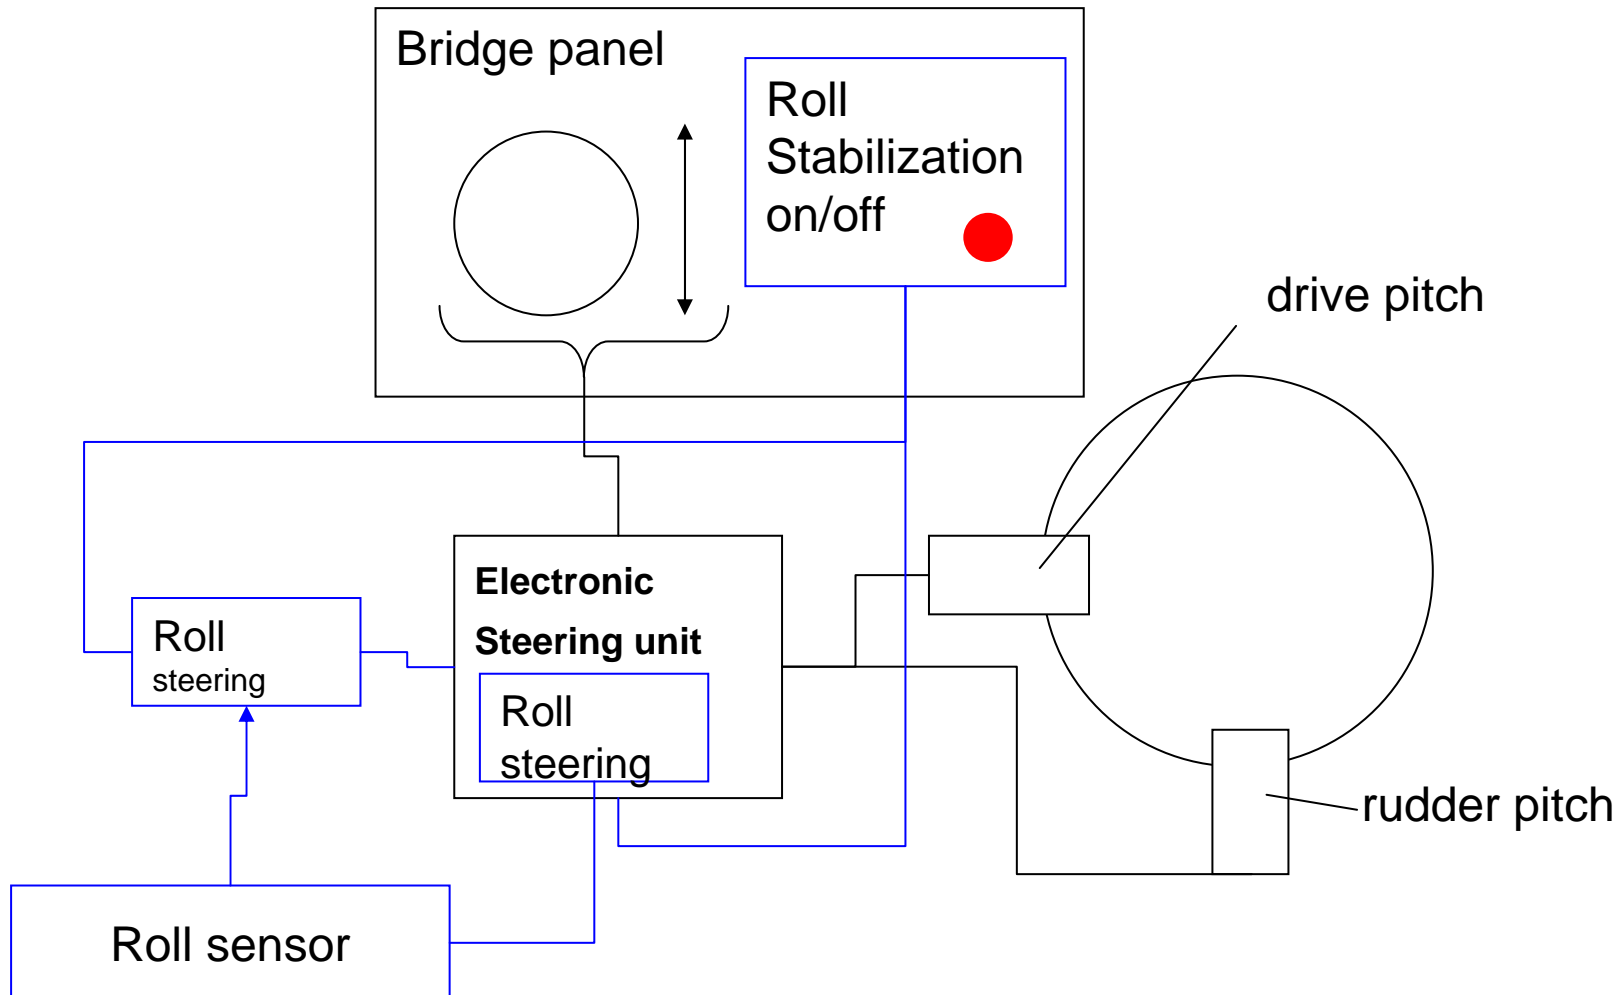 Bridge panel
Roll
Stabilization
on/off
drive pitch
Electronic
Steering unit
Roll
steering
Roll
steering
rudder pitch
Roll sensor